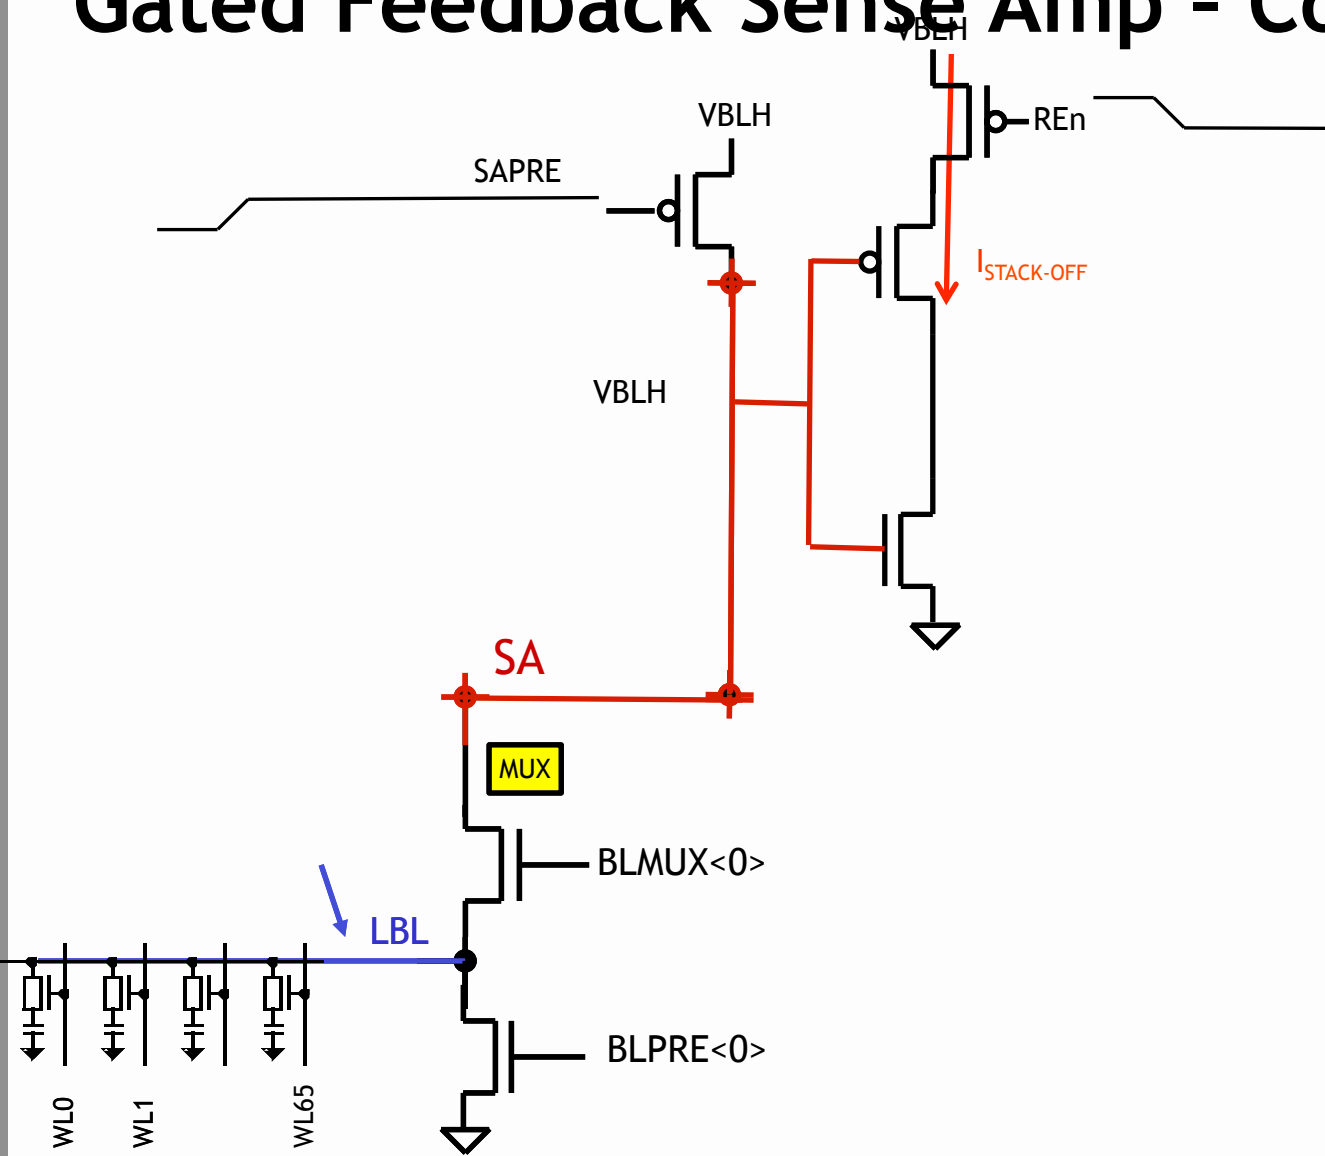 Gated Feedback Sense Amp - Co
VBLH
VBLH
REn
SAPRE
ISTACK-OFF
VBLH
SA
MUX
BLMUX<0>
LBL
BLPRE<0>
WL0
WL1
WL65